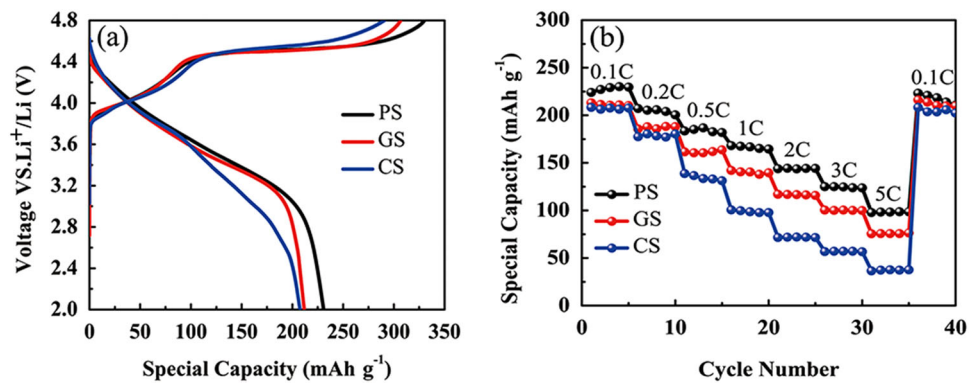 (a)
4.8
4.4
4.0
3.6
3.2
2.8
2.4
2.0
Voltage VS.Li+/Li (V)
PS
GS
CS
0 50 100 150 200 250 300 350
Special Capacity (mAh g-1)
(b)
300
250
200
150
100
50
0
Special Capacity (mAh g-1)
0.1C
0.2C
0.5C
1C
2C
3C
5C
0.1C
PS
GS
CS
0 10 20 30 40
Cycle Number